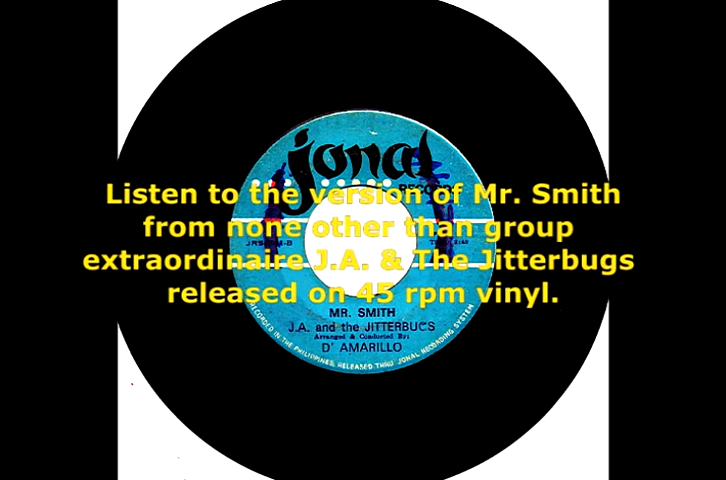 jonal
RECORDS
Listen to the version of Mr. Smith
from none other than group
extraordinaire J.A. & The Jitterbugs
released on 45 rpm vinyl.
MR. SMITH
J.A. and the JITTERBUGS
Arranged & Conducted By:
D' AMARILLO
RECORDED IN THE PHILIPPINES, RELEASED THRU JONAL RECORDING SYSTEM